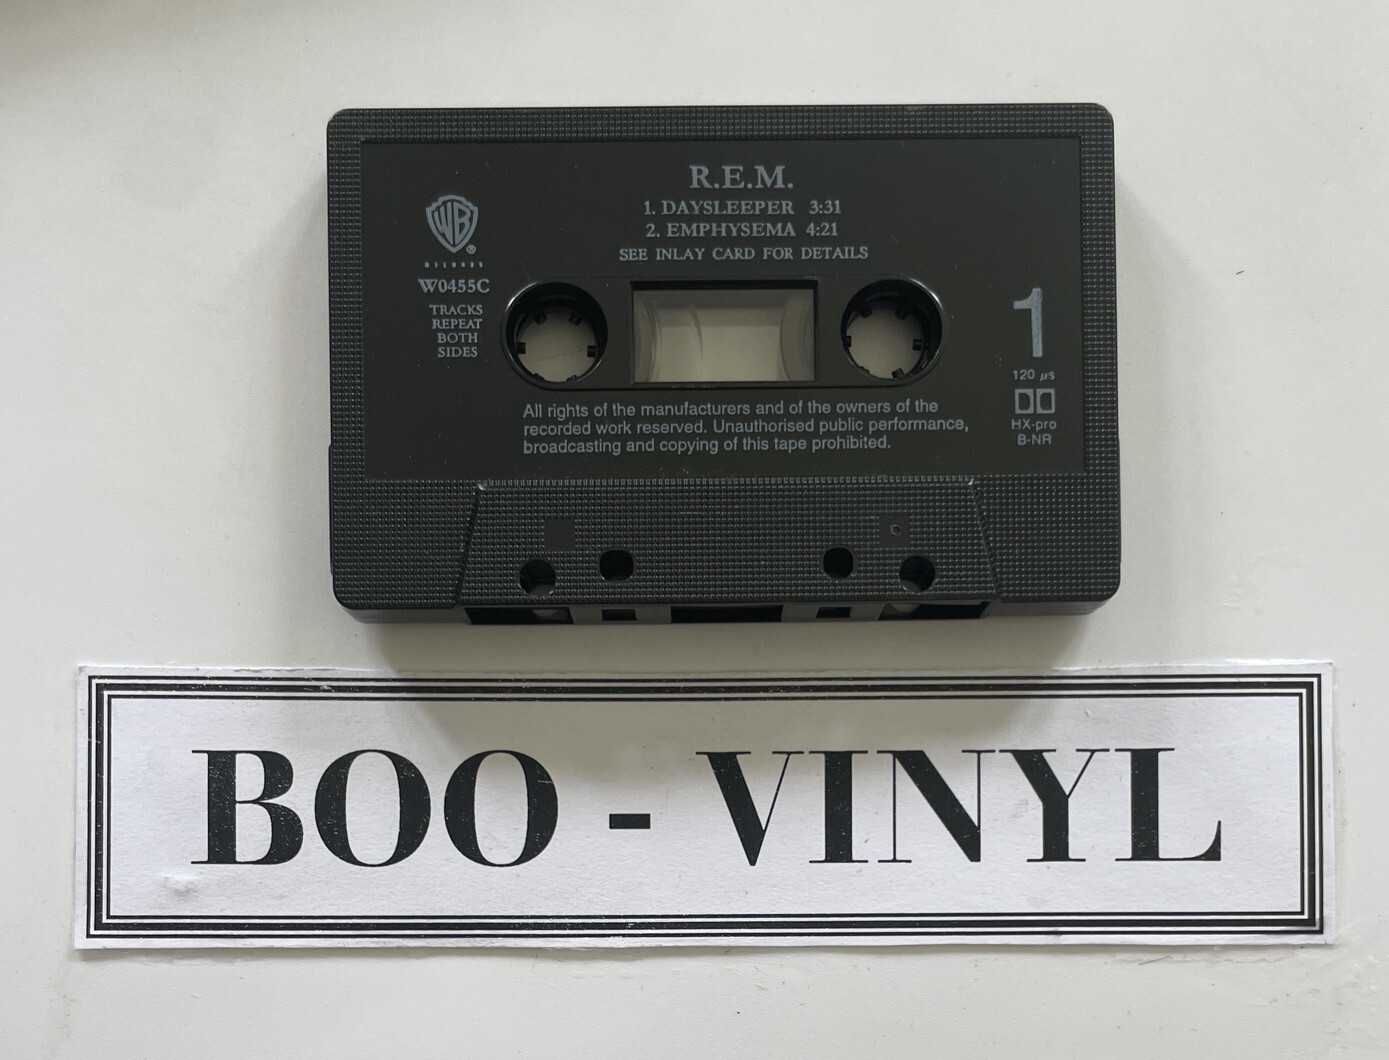 R.E.M.
1. DAYSLEEPER 3:31
2. EMPHYSEMA 4:21
SEE INLAY CARD FOR DETAILS
WB
W0455C
TRACKS
REPEAT
BOTH
SIDES
1
120 µs
HX-pro
B-NR
All rights of the manufacturers and of the owners of the
recorded work reserved. Unauthorised public performance,
broadcasting and copying of this tape prohibited.
BOO - VINYL